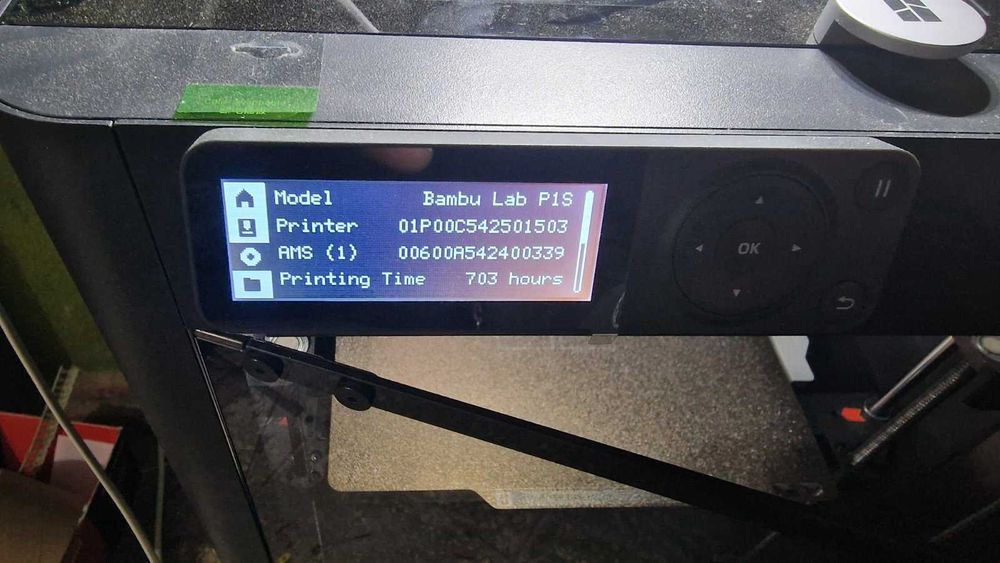 Model Bambu Lab P1S
Printer 01P00C542501503
AMS (1) 00600A542400339
Printing Time 703 hours
OK